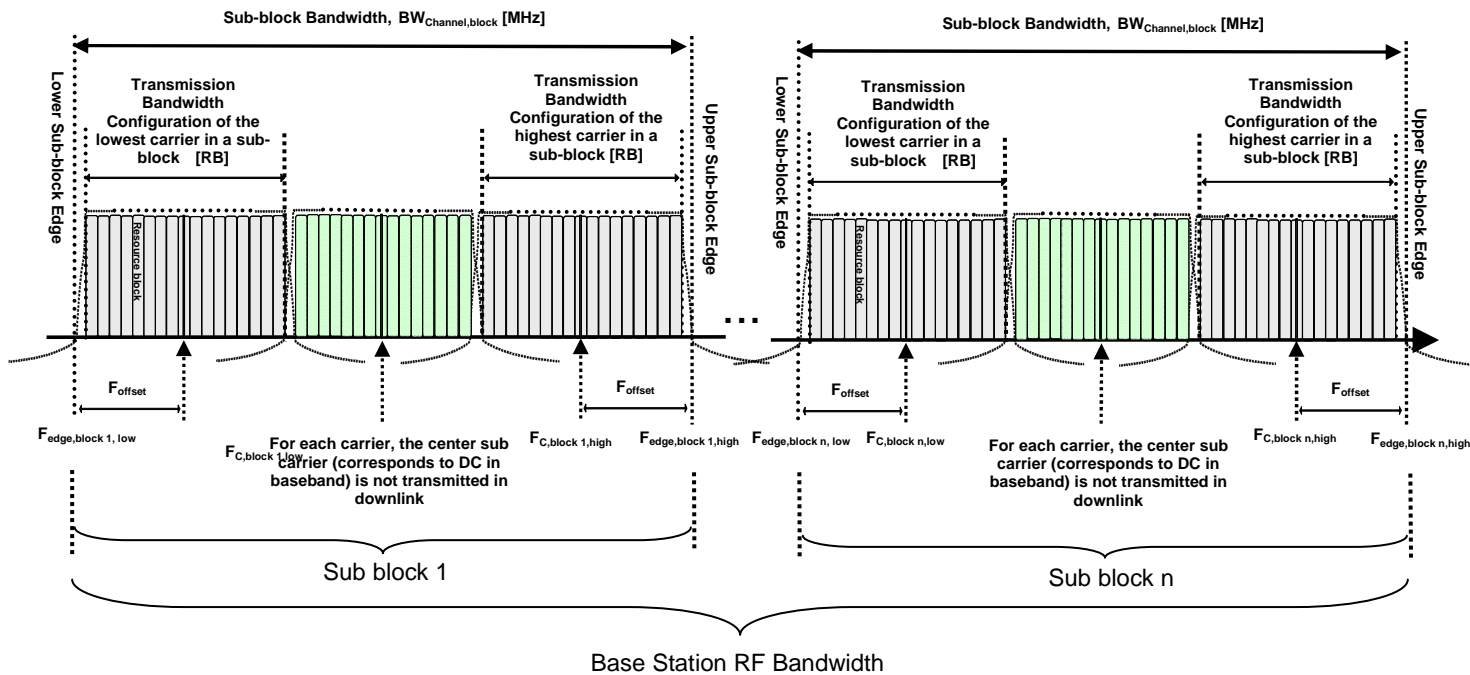 Sub-block Bandwidth, BWChannel,block [MHz]
Lower Sub-block Edge
Transmission
Bandwidth
Configuration of the
lowest carrier in a sub-
block [RB]
Transmission
Bandwidth
Configuration of the
highest carrier in a
sub-block [RB]
Upper Sub-block Edge
Resource block
Foffset
Foffset
Fedge,block 1, low
FC,block 1,low
For each carrier, the center sub
carrier (corresponds to DC in
baseband) is not transmitted in
downlink
FC,block 1,high
Fedge,block 1,high
Sub block 1
...
Sub-block Bandwidth, BWChannel,block [MHz]
Lower Sub-block Edge
Transmission
Bandwidth
Configuration of the
lowest carrier in a
sub-block [RB]
Transmission
Bandwidth
Configuration of the
highest carrier in a
sub-block [RB]
Upper Sub-block Edge
Resource block
Foffset
Foffset
Fedge,block n, low
FC,block n,low
For each carrier, the center sub
carrier (corresponds to DC in
baseband) is not transmitted in
downlink
FC,block n,high
Fedge,block n,high
Sub block n
Base Station RF Bandwidth